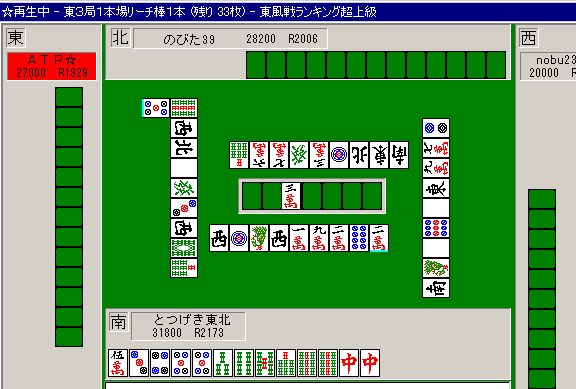 ☆再生中 - 東3局1本場リーチ棒1本 (残り 33枚) - 東風戦ランキング超上級
東
ATP☆
27000 R1929
北
のびた39
28200 R2006
西
nobu23
20000 R
南
とつげき東北
31800 R2173